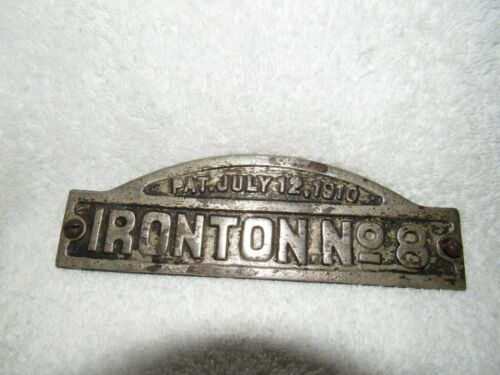 PAT. JULY 12, 1910
IRONTON. No 8